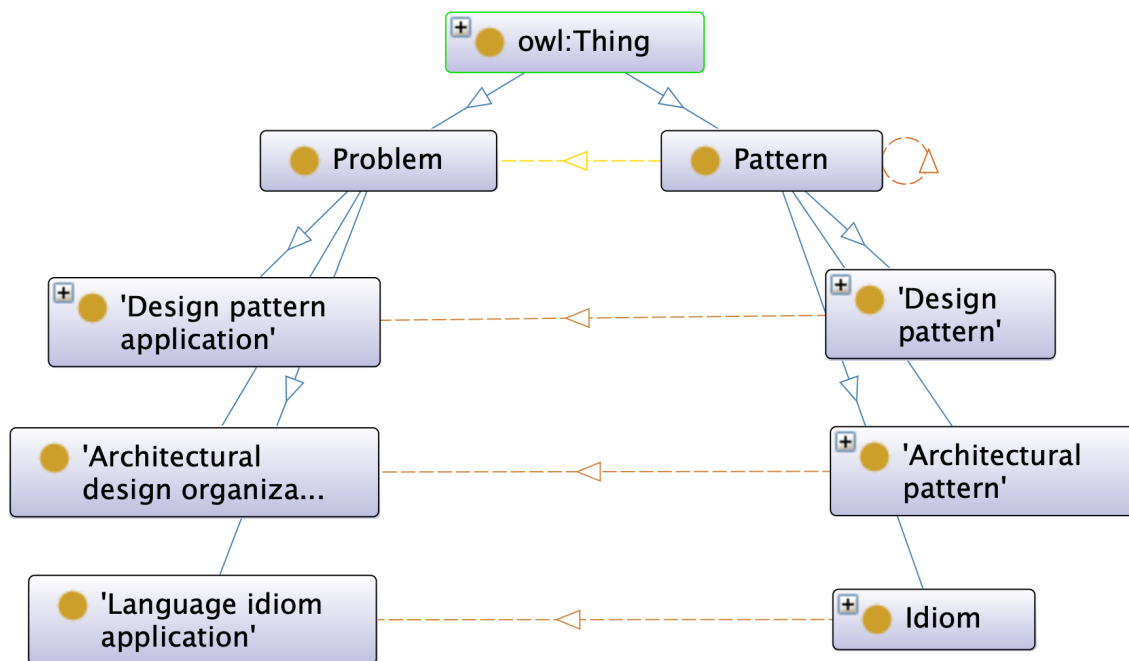 owl:Thing
Problem
Pattern
'Design pattern
application'
'Design
pattern'
'Architectural
design organiza...
'Architectural
pattern'
'Language idiom
application'
Idiom